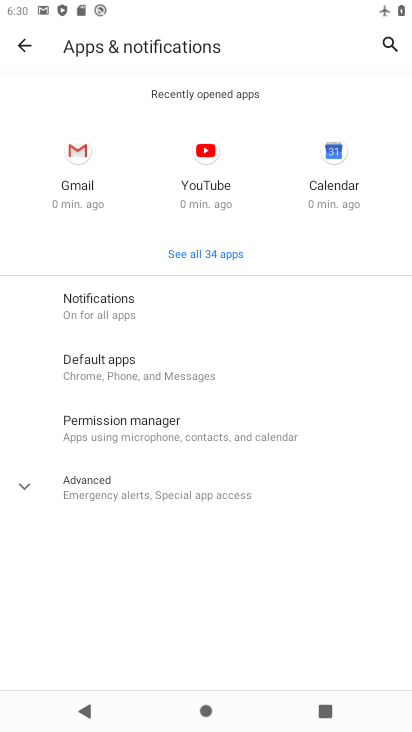 6:30
Apps & notifications
Recently opened apps
Gmail
0 min. ago
YouTube
0 min. ago
31
Calendar
0 min. ago
See all 34 apps
Notifications
On for all apps
Default apps
Chrome, Phone, and Messages
Permission manager
Apps using microphone, contacts, and calendar
Advanced
Emergency alerts, Special app access